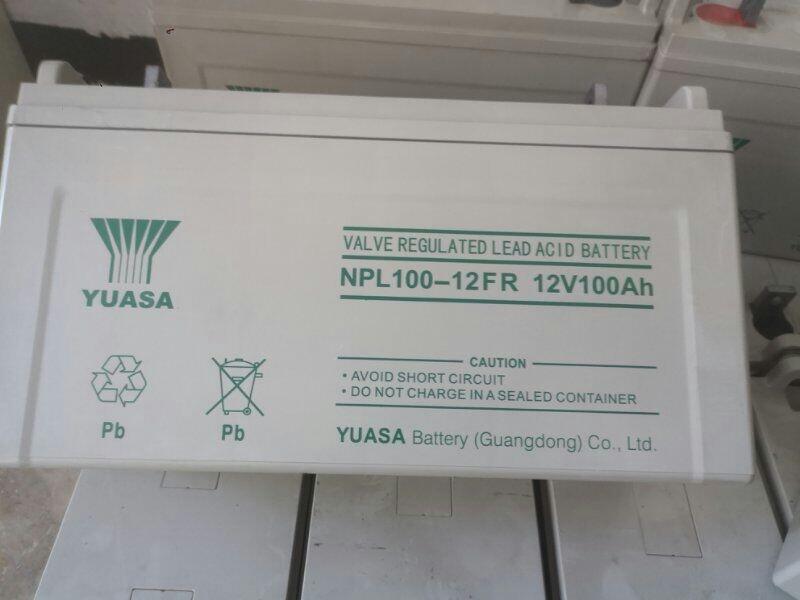 YUASA
VALVE REGULATED LEAD ACID BATTERY
NPL100–12FR 12V100Ah
CAUTION
• AVOID SHORT CIRCUIT
• DO NOT CHARGE IN A SEALED CONTAINER
Pb
Pb
YUASA Battery (Guangdong) Co., Ltd.